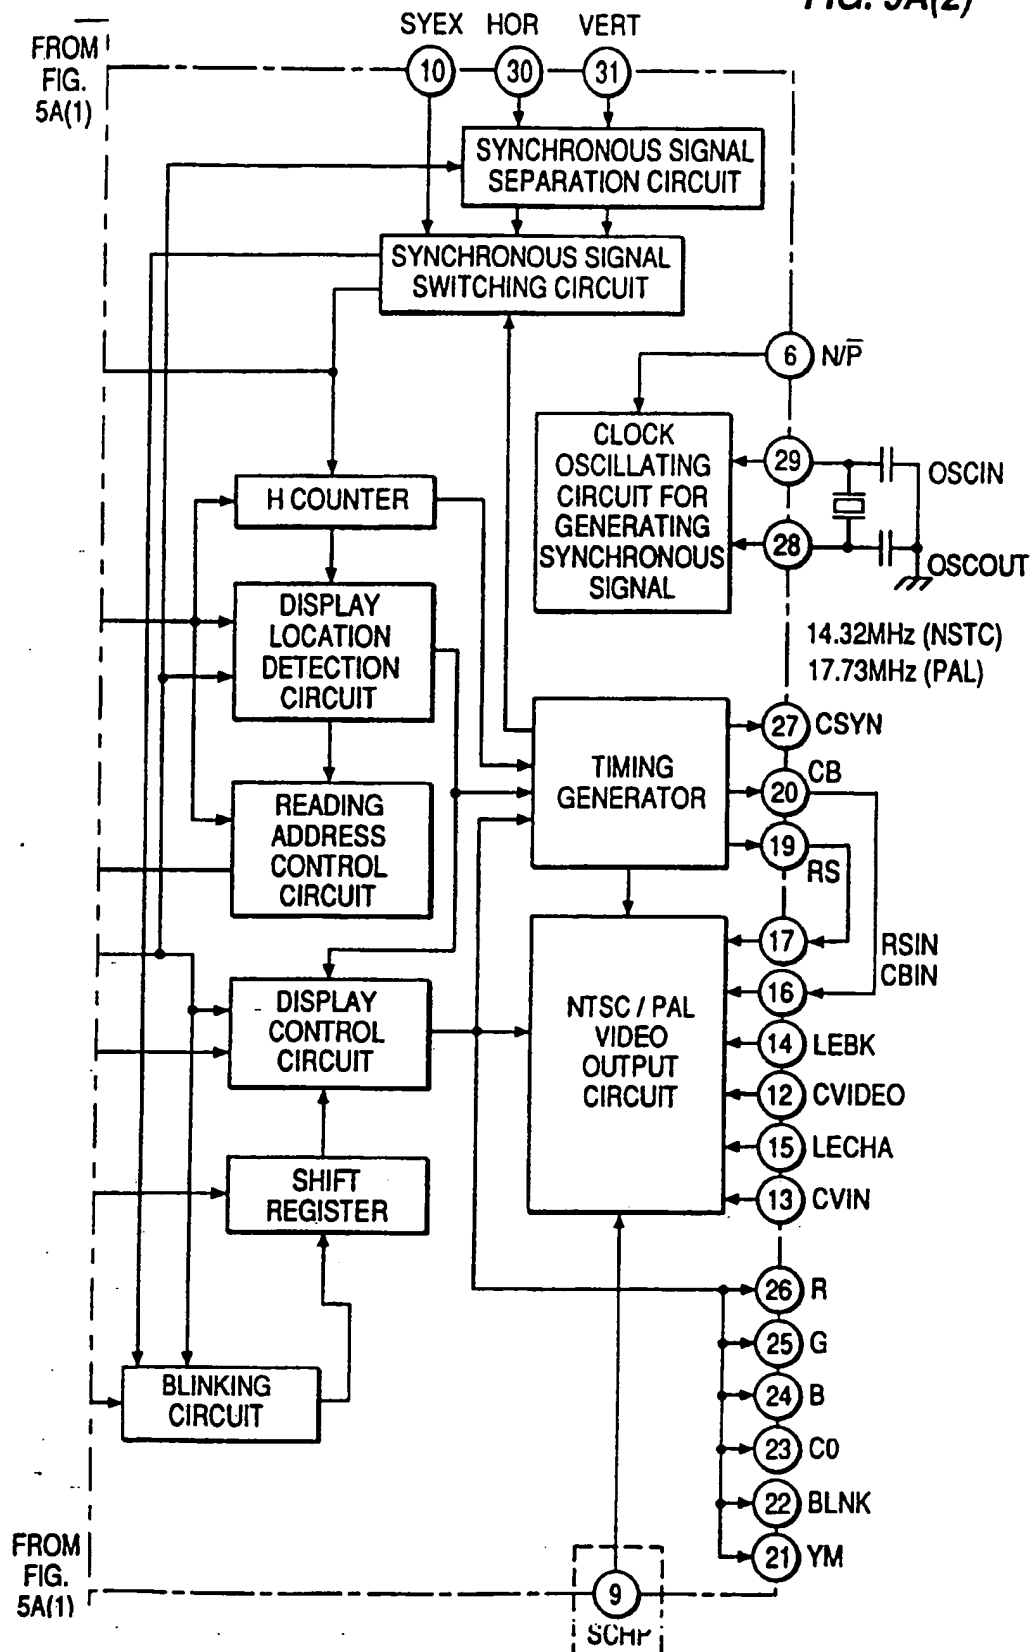 FIG. 5A(2)
FROM
FIG.
5A(1)
SYEX HOR VERT
10 30 31
SYNCHRONOUS SIGNAL
SEPARATION CIRCUIT
SYNCHRONOUS SIGNAL
SWITCHING CIRCUIT
6 N/P̅
CLOCK
OSCILLATING
CIRCUIT FOR
GENERATING
SYNCHRONOUS
SIGNAL
29
OSCIN
28
OSCOUT
14.32MHz (NSTC)
17.73MHz (PAL)
H COUNTER
DISPLAY
LOCATION
DETECTION
CIRCUIT
READING
ADDRESS
CONTROL
CIRCUIT
TIMING
GENERATOR
27 CSYN
20 CB
19 RS
17 RSIN
16 CBIN
DISPLAY
CONTROL
CIRCUIT
NTSC / PAL
VIDEO
OUTPUT
CIRCUIT
14 LEBK
12 CVIDEO
15 LECHA
13 CVIN
SHIFT
REGISTER
26 R
25 G
24 B
23 C0
22 BLNK
21 YM
BLINKING
CIRCUIT
FROM
FIG.
5A(1)
9
SCHP